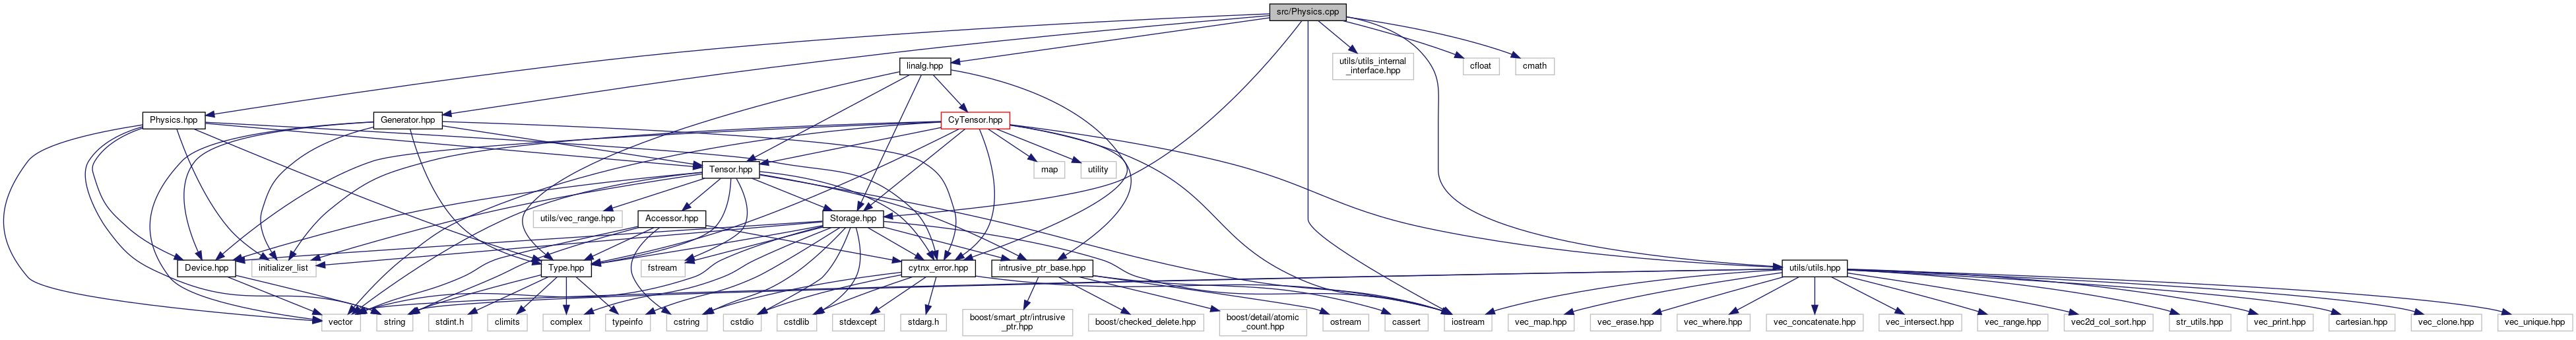 src/Physics.cpp
linalg.hpp
utils/utils_internal
_interface.hpp
cfloat
cmath
Physics.hpp
Generator.hpp
CyTensor.hpp
Tensor.hpp
map
utility
utils/vec_range.hpp
Accessor.hpp
Storage.hpp
Device.hpp
initializer_list
Type.hpp
fstream
cytnx_error.hpp
intrusive_ptr_base.hpp
utils/utils.hpp
vector
string
stdint.h
climits
complex
typeinfo
cstring
cstdio
cstdlib
stdexcept
stdarg.h
boost/smart_ptr/intrusive
_ptr.hpp
boost/checked_delete.hpp
boost/detail/atomic
_count.hpp
ostream
cassert
iostream
vec_map.hpp
vec_erase.hpp
vec_where.hpp
vec_concatenate.hpp
vec_intersect.hpp
vec_range.hpp
vec2d_col_sort.hpp
str_utils.hpp
vec_print.hpp
cartesian.hpp
vec_clone.hpp
vec_unique.hpp